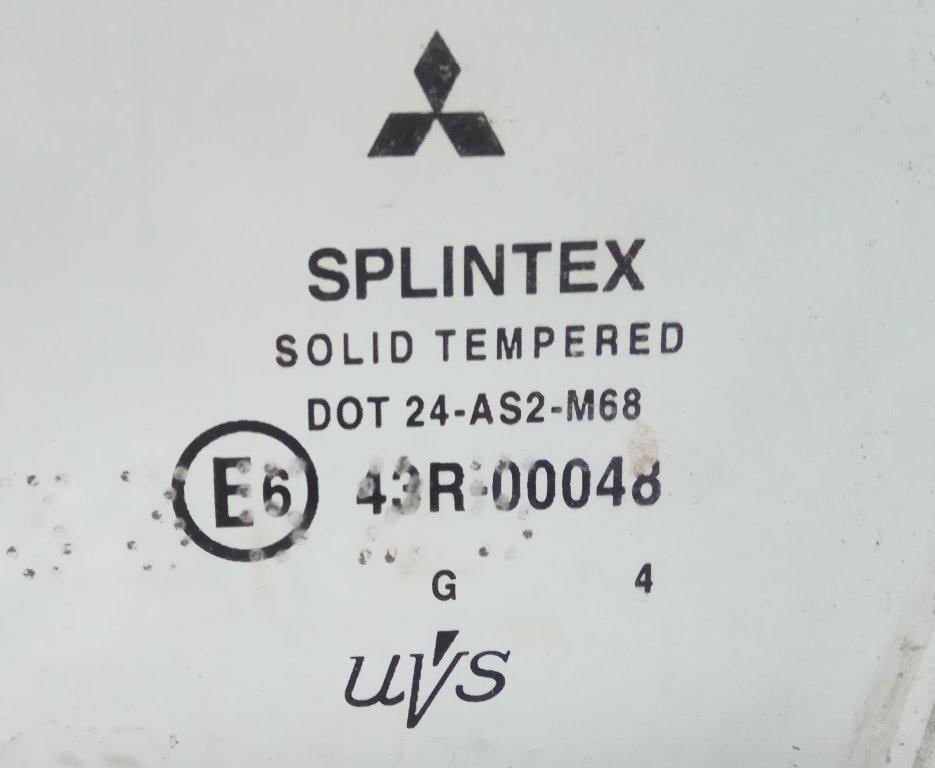 SPLINTEX
SOLID TEMPERED
DOT 24-AS2-M68
E6 43R-00048
G 4
uvs